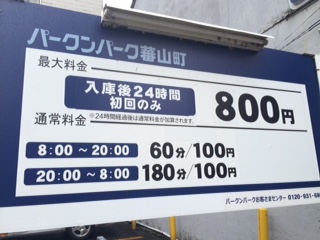 パークンパーク蕃山町
最大料金
入庫後24時間
初回のみ
800円
通常料金
※24時間経過後は通常料金が加算されます。
8:00~20:00 60分/100円
20:00~8:00 180分/100円
パークンパークお客さまセンター 0120-931-68